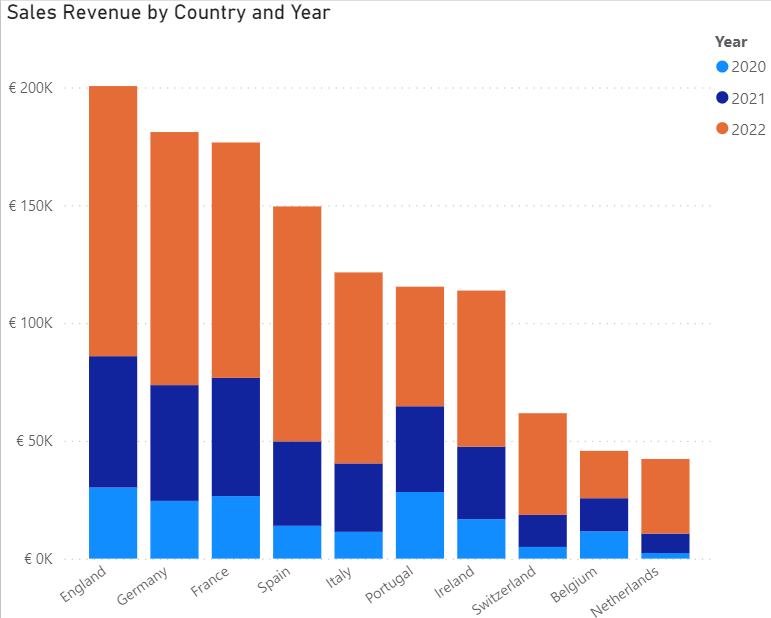 Sales Revenue by Country and Year
Year
2020
2021
2022
€ 200K
€ 150K
€ 100K
€ 50K
€ 0K
England
Germany
France
Spain
Italy
Portugal
Ireland
Switzerland
Belgium
Netherlands